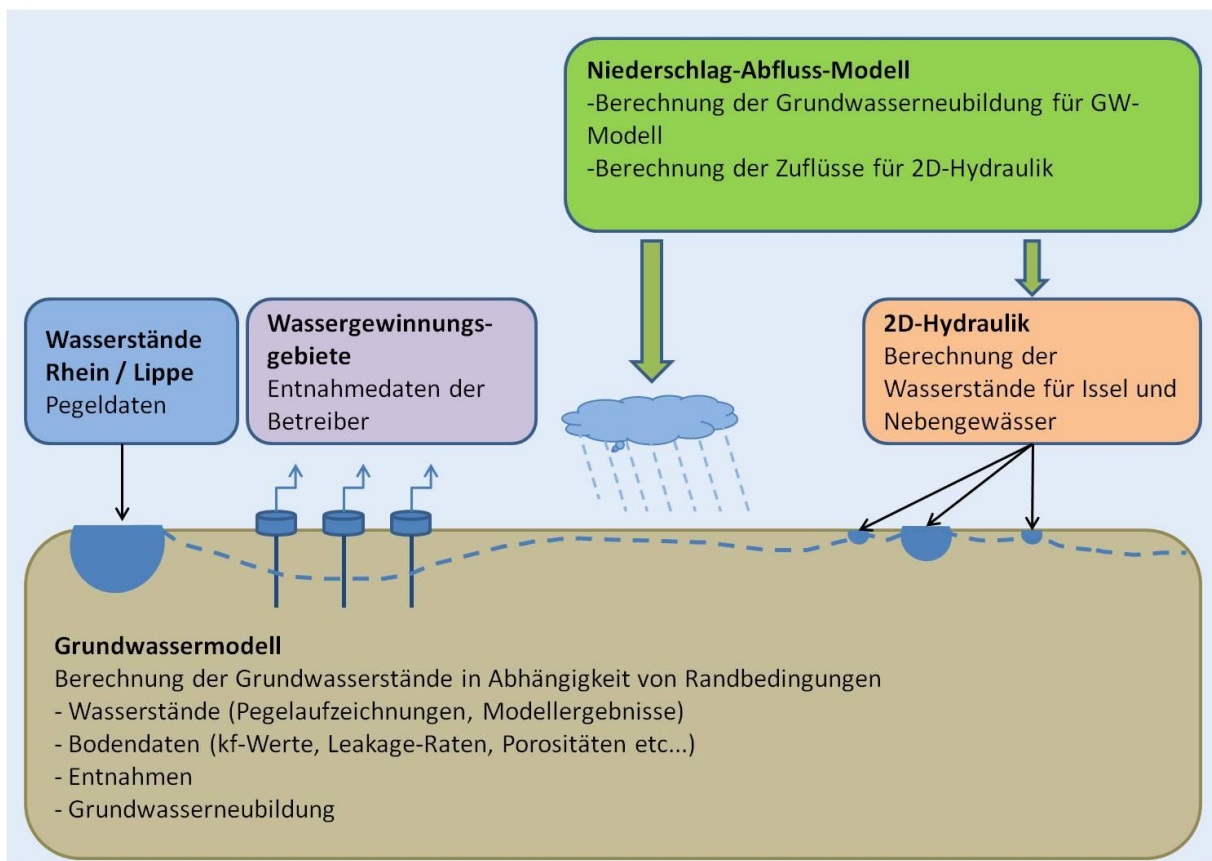 Niederschlag-Abfluss-Modell
-Berechnung der Grundwasserneubildung für GW-
Modell
-Berechnung der Zuflüsse für 2D-Hydraulik
Wasserstände
Rhein / Lippe
Pegeldaten
Wassergewinnungs-
gebiete
Entnahmedaten der
Betreiber
2D-Hydraulik
Berechnung der
Wasserstände für Issel und
Nebengewässer
Grundwassermodell
Berechnung der Grundwasserstände in Abhängigkeit von Randbedingungen
- Wasserstände (Pegelaufzeichnungen, Modellergebnisse)
- Bodendaten (kf-Werte, Leakage-Raten, Porositäten etc...)
- Entnahmen
- Grundwasserneubildung